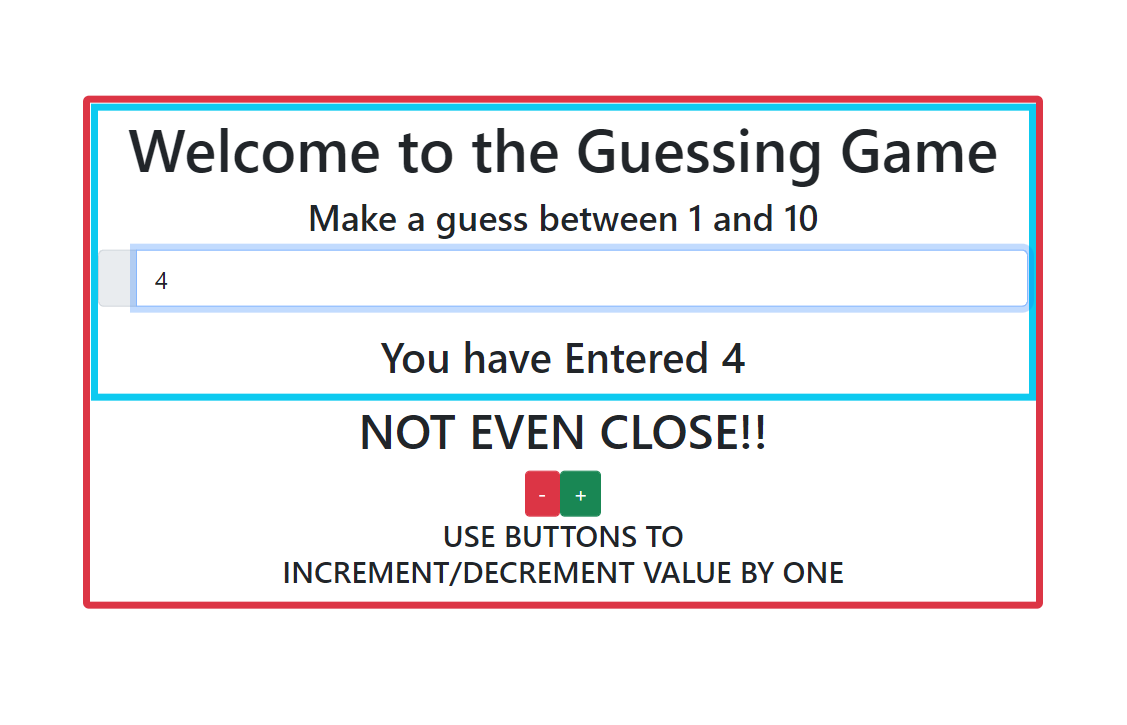 Welcome to the Guessing Game
Make a guess between 1 and 10
4
You have Entered 4
NOT EVEN CLOSE!!
- +
USE BUTTONS TO
INCREMENT/DECREMENT VALUE BY ONE